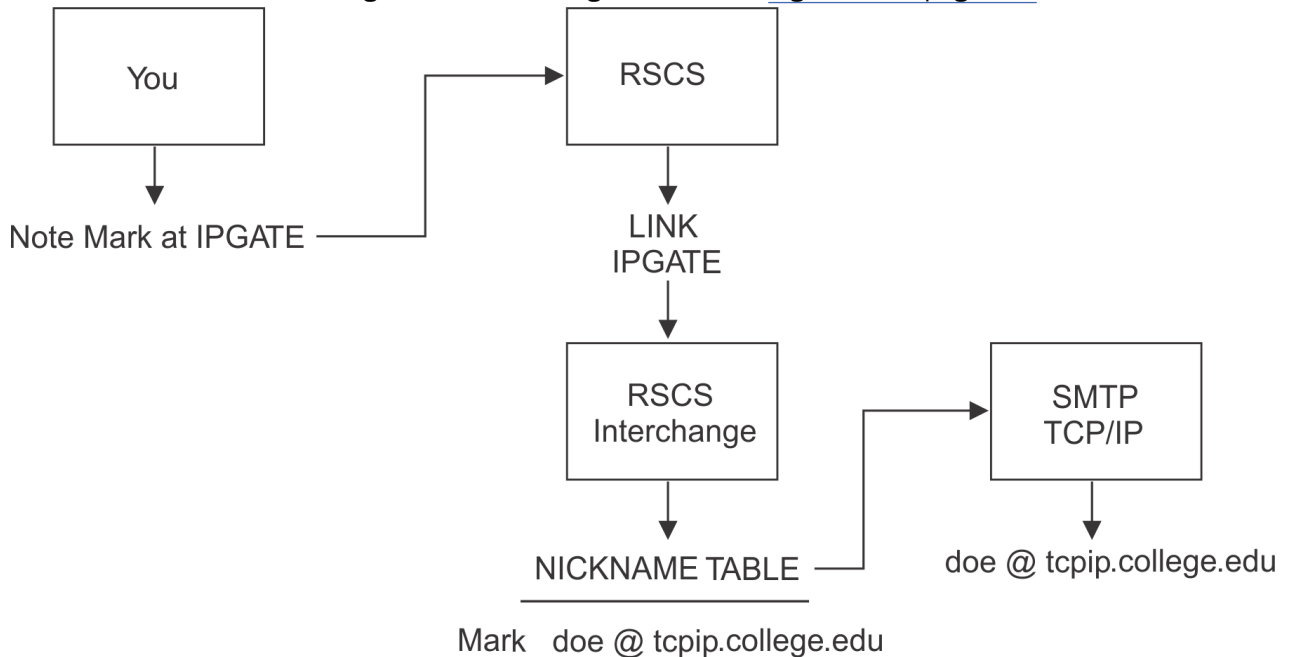 You
RSCS
Note Mark at IPGATE
LINK
IPGATE
RSCS
Interchange
SMTP
TCP/IP
NICKNAME TABLE
doe @ tcpip.college.edu
Mark doe @ tcpip.college.edu